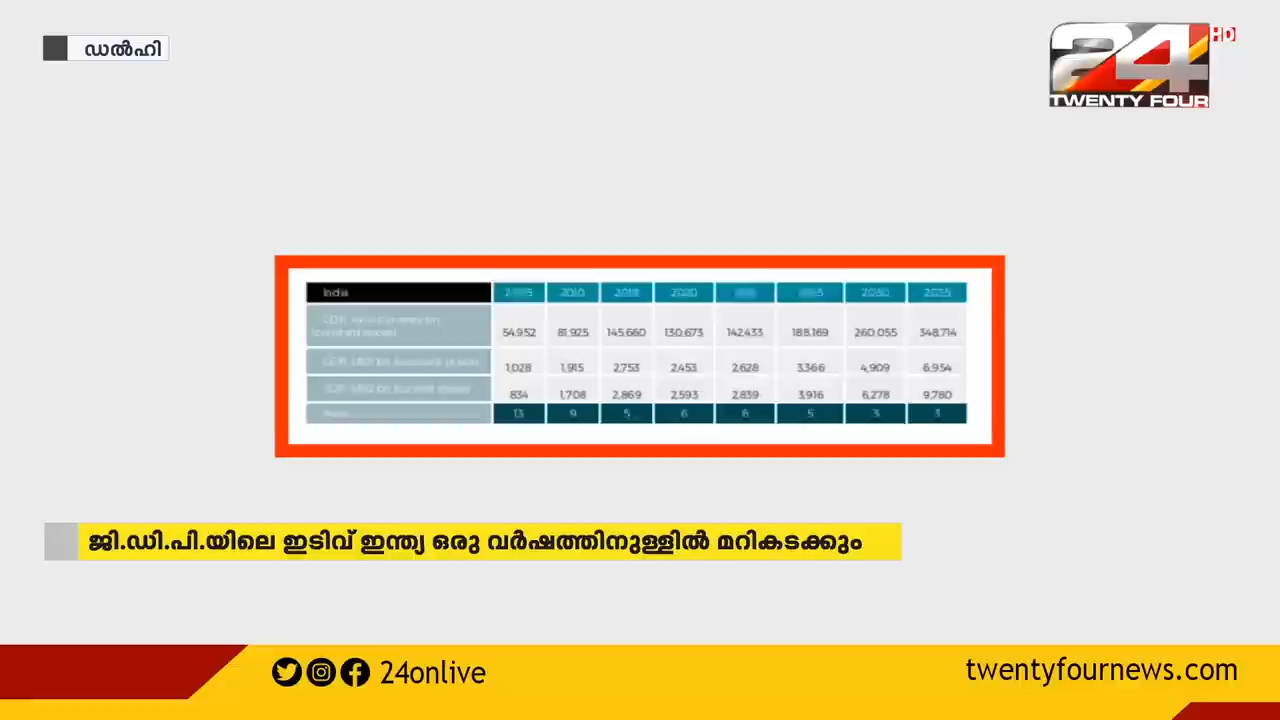 ഡൽഹി
24 HD
TWENTY FOUR
India 2010 2019 2020 2030 2035
54,952 81,925 145,660 130,673 142,433 188,169 260,055 348,714
1,028 1,915 2,753 2,453 2,628 3,366 4,909 6,954
834 1,708 2,869 2,593 2,839 3,916 6,278 9,780
13 9 5 6 6 5 3 3
ജി.ഡി.പി.യിലെ ഇടിവ് ഇന്ത്യ ഒരു വർഷത്തിനുള്ളിൽ മറികടക്കും
24onlive
twentyfournews.com